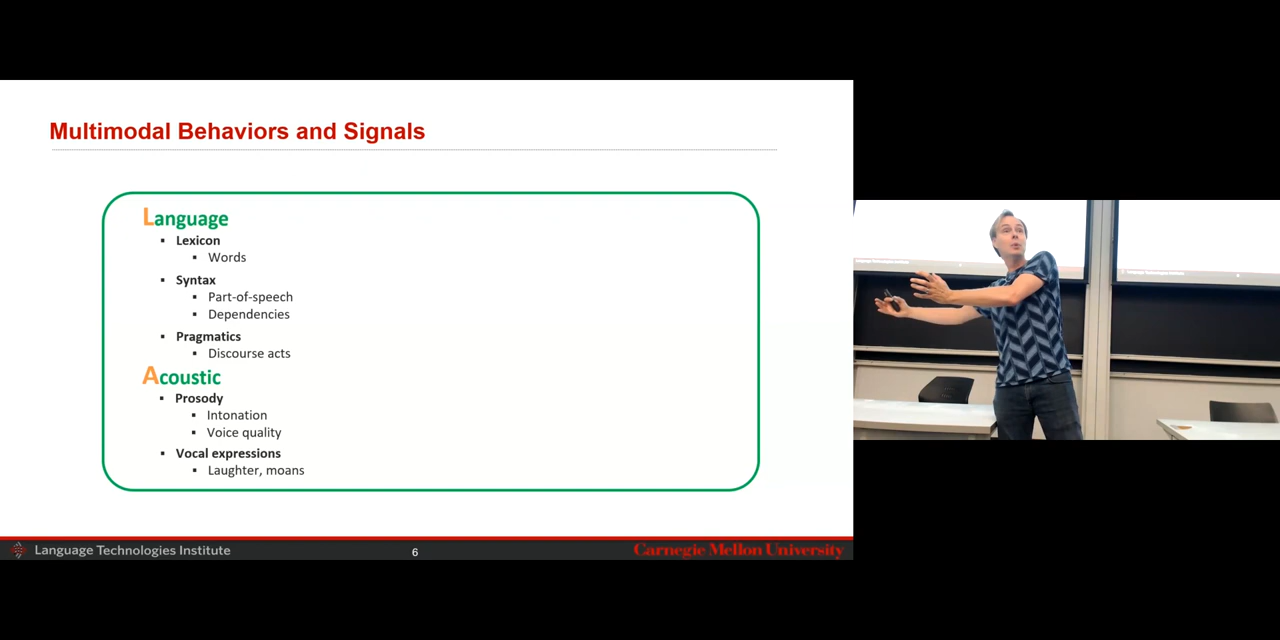 Multimodal Behaviors and Signals
Language
▪ Lexicon
▪ Words
▪ Syntax
▪ Part-of-speech
▪ Dependencies
▪ Pragmatics
▪ Discourse acts
Acoustic
▪ Prosody
▪ Intonation
▪ Voice quality
▪ Vocal expressions
▪ Laughter, moans
Language Technologies Institute
6
Carnegie Mellon University